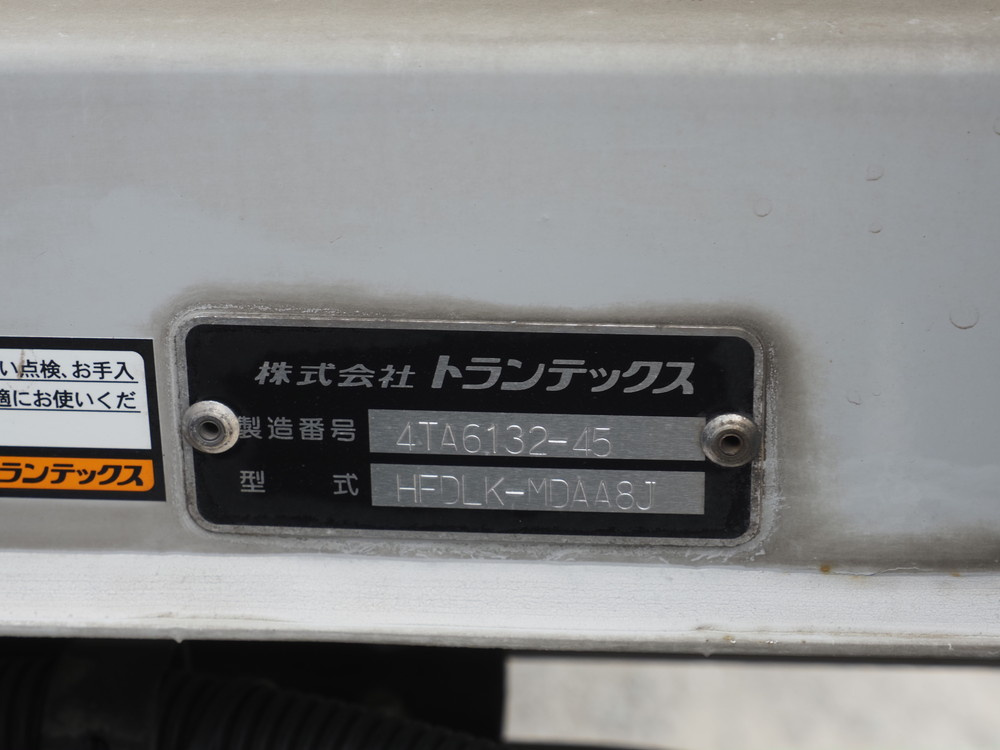 い点検、お手入
適にお使いくだ
ランテックス
株式会社 トランテックス
製造番号 4TA6132-45
型式 HFDLK-MDAA8J